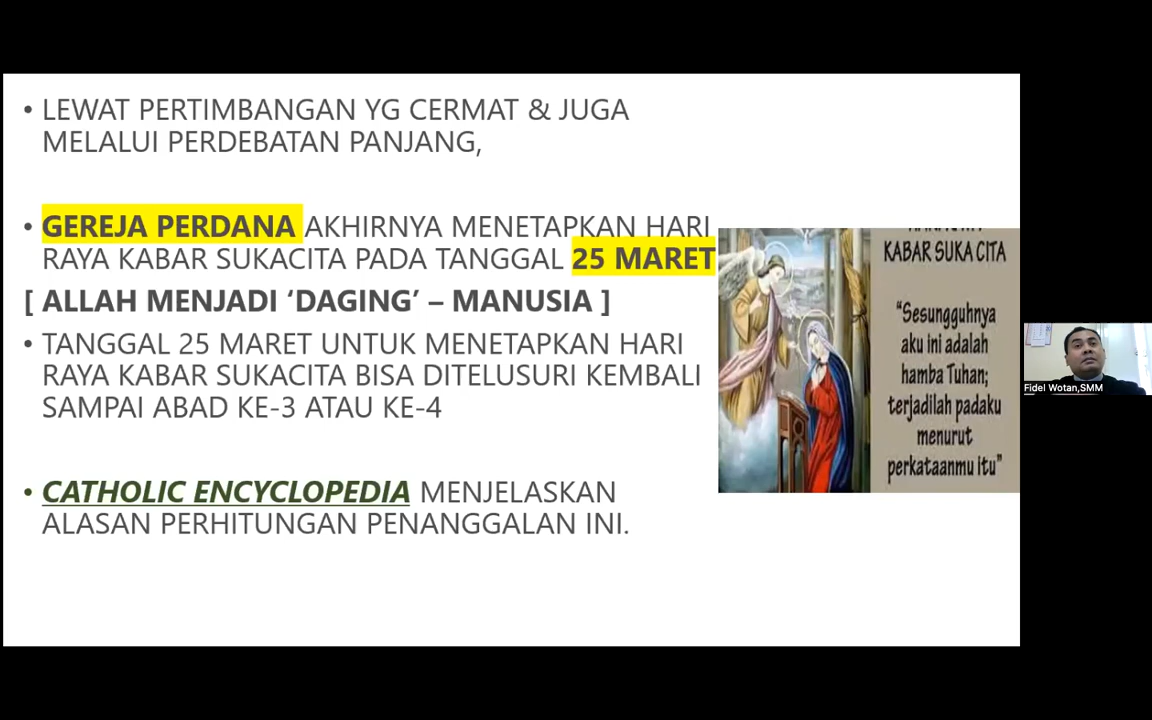 • LEWAT PERTIMBANGAN YG CERMAT & JUGA
MELALUI PERDEBATAN PANJANG,
• GEREJA PERDANA AKHIRNYA MENETAPKAN HARI
RAYA KABAR SUKACITA PADA TANGGAL 25 MARET
[ ALLAH MENJADI ‘DAGING’ – MANUSIA ]
• TANGGAL 25 MARET UNTUK MENETAPKAN HARI
RAYA KABAR SUKACITA BISA DITELUSURI KEMBALI
SAMPAI ABAD KE-3 ATAU KE-4
• CATHOLIC ENCYCLOPEDIA MENJELASKAN
ALASAN PERHITUNGAN PENANGGALAN INI.
KABAR SUKA CITA
“Sesungguhnya
aku ini adalah
hamba Tuhan;
terjadilah padaku
menurut
perkataanmu itu”
Fidel Wotan,SMM